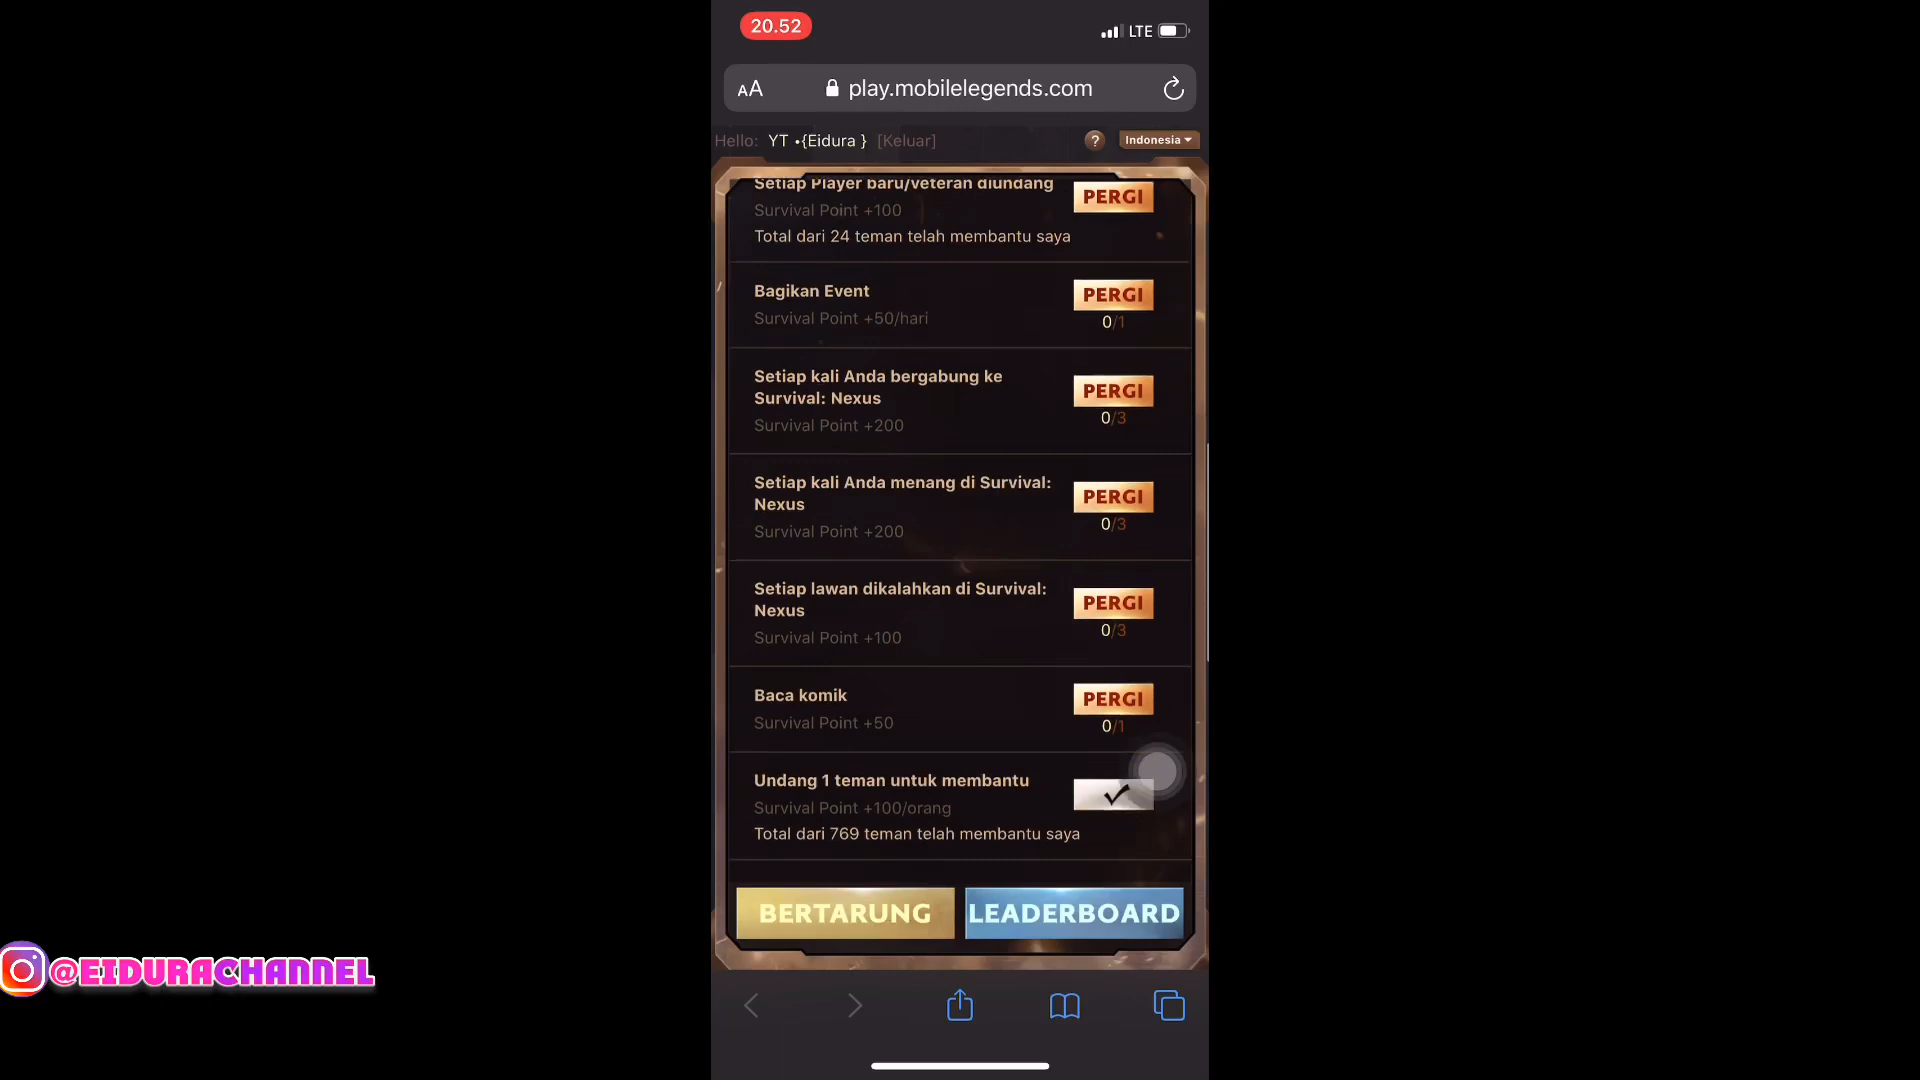 20.52
LTE
AA play.mobilelegends.com
Hello: YT •{Eidura } [Keluar] ? Indonesia
Setiap Player baru/veteran diundang
PERGI
Survival Point +100
Total dari 24 teman telah membantu saya
Bagikan Event
PERGI
Survival Point +50/hari
0/1
Setiap kali Anda bergabung ke
Survival: Nexus
PERGI
Survival Point +200
0/3
Setiap kali Anda menang di Survival:
Nexus
PERGI
Survival Point +200
0/3
Setiap lawan dikalahkan di Survival:
Nexus
PERGI
Survival Point +100
0/3
Baca komik
PERGI
Survival Point +50
0/1
Undang 1 teman untuk membantu
Survival Point +100/orang
Total dari 769 teman telah membantu saya
BERTARUNG LEADERBOARD
@EIDURACHANNEL